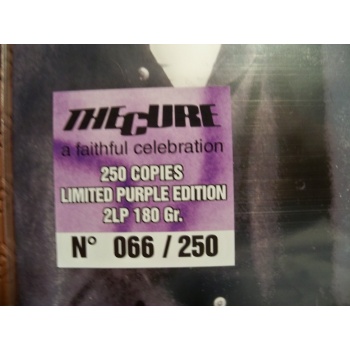 THE CURE
a faithful celebration
250 COPIES
LIMITED PURPLE EDITION
2LP 180 Gr.
N° 066 / 250